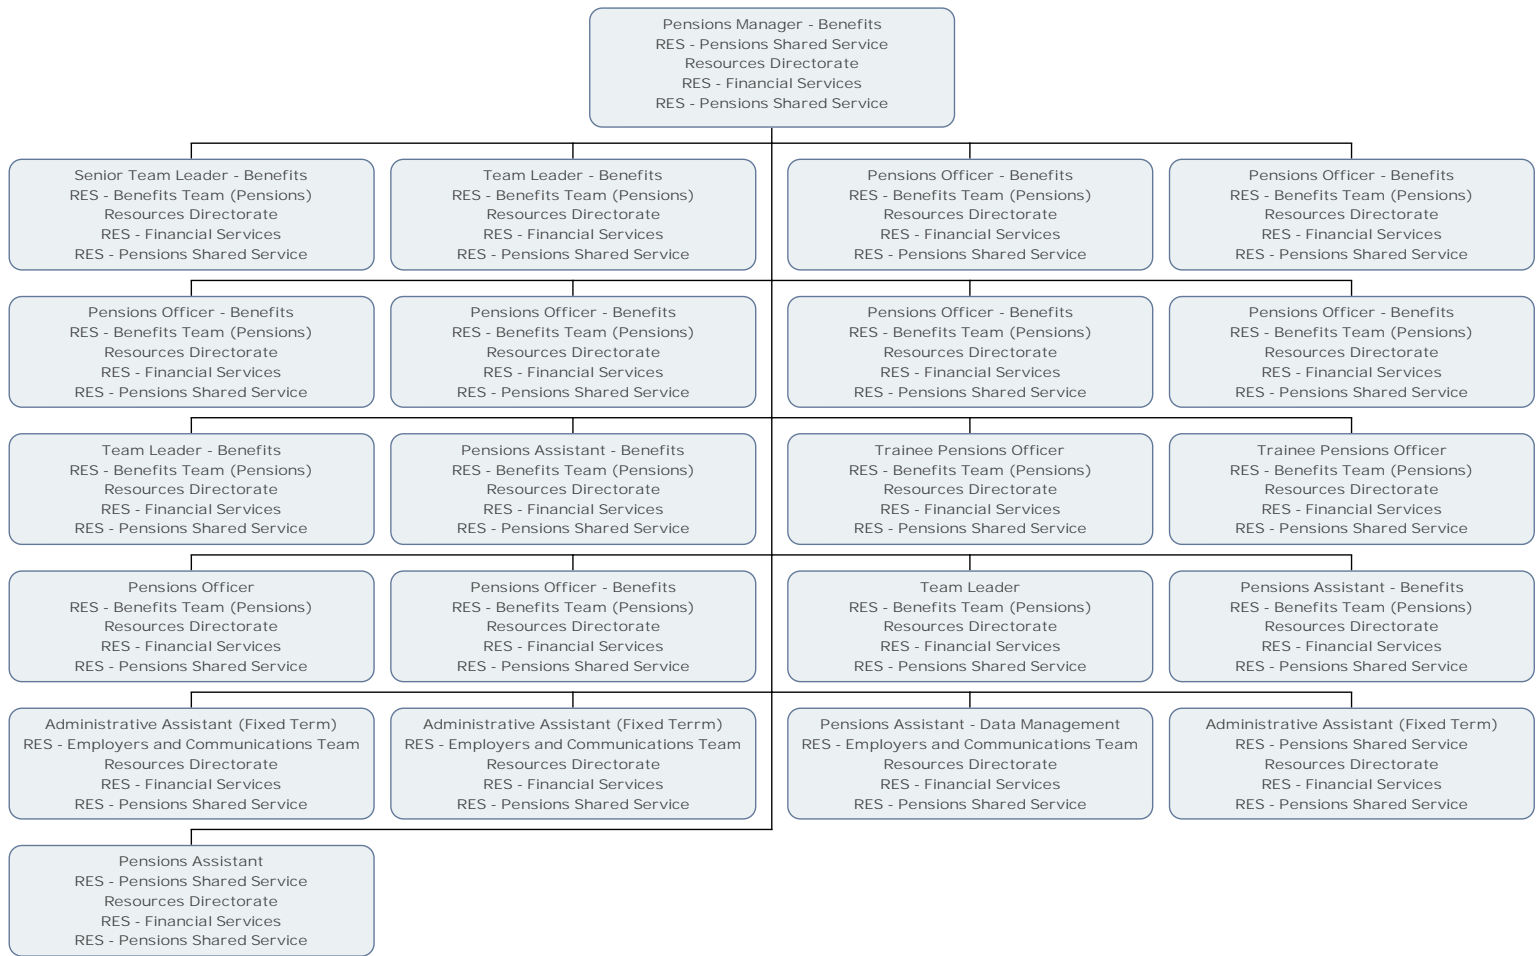 Pensions Manager - Benefits
RES - Pensions Shared Service
Resources Directorate
RES - Financial Services
RES - Pensions Shared Service
Senior Team Leader - Benefits
RES - Benefits Team (Pensions)
Resources Directorate
RES - Financial Services
RES - Pensions Shared Service
Team Leader - Benefits
RES - Benefits Team (Pensions)
Resources Directorate
RES - Financial Services
RES - Pensions Shared Service
Pensions Officer - Benefits
RES - Benefits Team (Pensions)
Resources Directorate
RES - Financial Services
RES - Pensions Shared Service
Pensions Officer - Benefits
RES - Benefits Team (Pensions)
Resources Directorate
RES - Financial Services
RES - Pensions Shared Service
Pensions Officer - Benefits
RES - Benefits Team (Pensions)
Resources Directorate
RES - Financial Services
RES - Pensions Shared Service
Pensions Officer - Benefits
RES - Benefits Team (Pensions)
Resources Directorate
RES - Financial Services
RES - Pensions Shared Service
Pensions Officer - Benefits
RES - Benefits Team (Pensions)
Resources Directorate
RES - Financial Services
RES - Pensions Shared Service
Pensions Officer - Benefits
RES - Benefits Team (Pensions)
Resources Directorate
RES - Financial Services
RES - Pensions Shared Service
Team Leader - Benefits
RES - Benefits Team (Pensions)
Resources Directorate
RES - Financial Services
RES - Pensions Shared Service
Pensions Assistant - Benefits
RES - Benefits Team (Pensions)
Resources Directorate
RES - Financial Services
RES - Pensions Shared Service
Trainee Pensions Officer
RES - Benefits Team (Pensions)
Resources Directorate
RES - Financial Services
RES - Pensions Shared Service
Trainee Pensions Officer
RES - Benefits Team (Pensions)
Resources Directorate
RES - Financial Services
RES - Pensions Shared Service
Pensions Officer
RES - Benefits Team (Pensions)
Resources Directorate
RES - Financial Services
RES - Pensions Shared Service
Pensions Officer - Benefits
RES - Benefits Team (Pensions)
Resources Directorate
RES - Financial Services
RES - Pensions Shared Service
Team Leader
RES - Benefits Team (Pensions)
Resources Directorate
RES - Financial Services
RES - Pensions Shared Service
Pensions Assistant - Benefits
RES - Benefits Team (Pensions)
Resources Directorate
RES - Financial Services
RES - Pensions Shared Service
Administrative Assistant (Fixed Term)
RES - Employers and Communications Team
Resources Directorate
RES - Financial Services
RES - Pensions Shared Service
Administrative Assistant (Fixed Terrm)
RES - Employers and Communications Team
Resources Directorate
RES - Financial Services
RES - Pensions Shared Service
Pensions Assistant - Data Management
RES - Employers and Communications Team
Resources Directorate
RES - Financial Services
RES - Pensions Shared Service
Administrative Assistant (Fixed Term)
RES - Pensions Shared Service
Resources Directorate
RES - Financial Services
RES - Pensions Shared Service
Pensions Assistant
RES - Pensions Shared Service
Resources Directorate
RES - Financial Services
RES - Pensions Shared Service